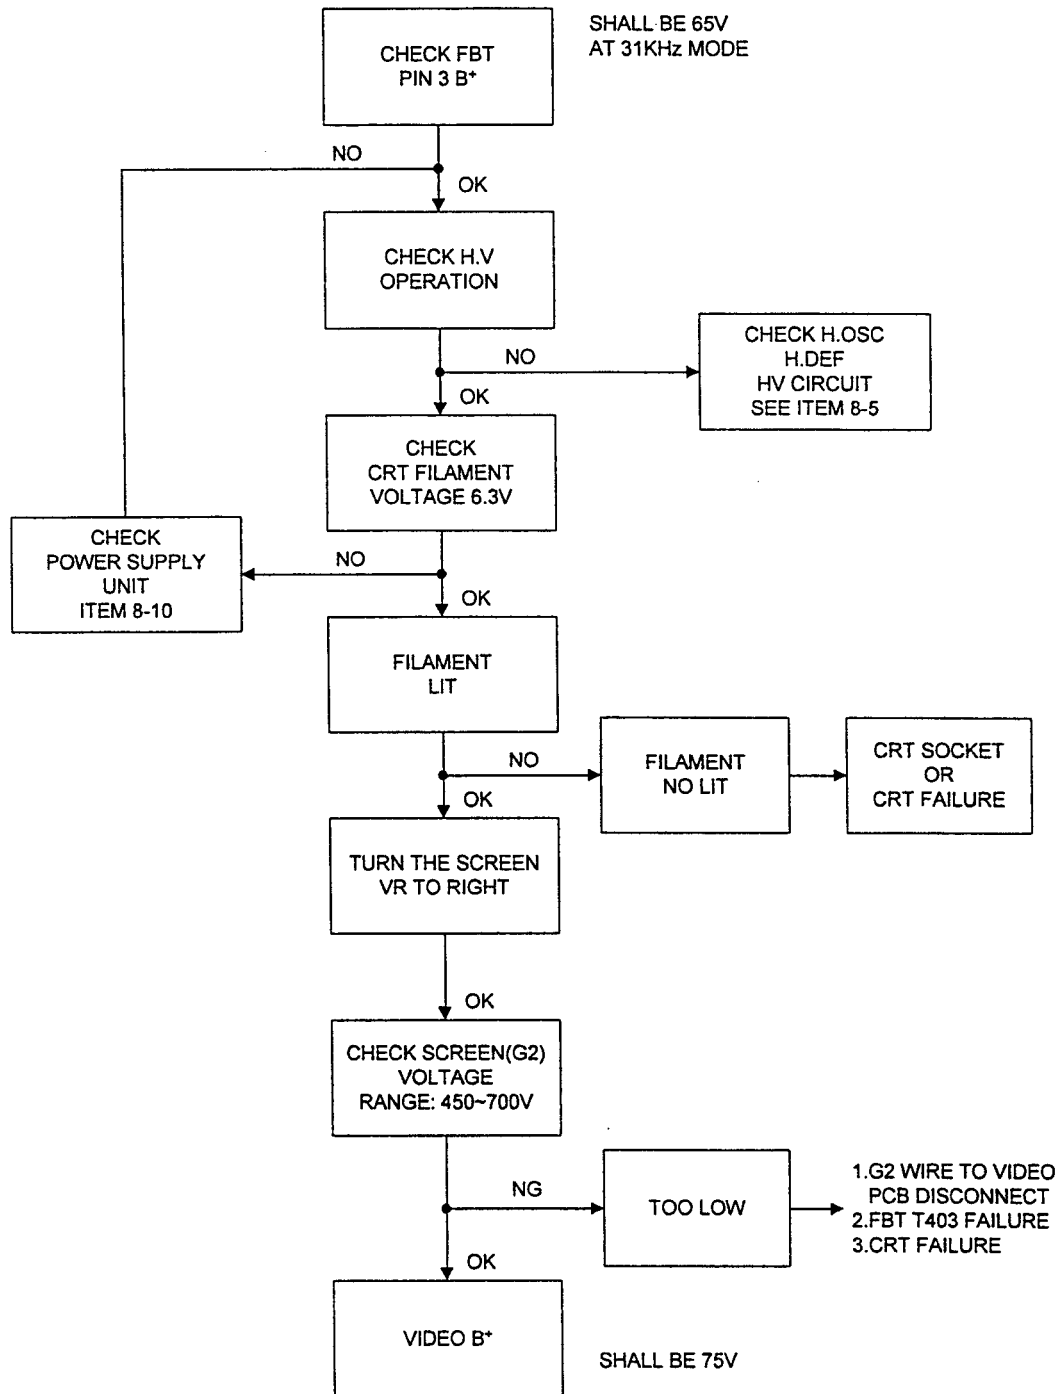 SHALL BE 65V
AT 31KHz MODE
CHECK FBT
PIN 3 B+
NO
OK
CHECK H.V
OPERATION
NO
OK
CHECK H.OSC
H.DEF
HV CIRCUIT
SEE ITEM 8-5
CHECK
CRT FILAMENT
VOLTAGE 6.3V
CHECK
POWER SUPPLY
UNIT
ITEM 8-10
NO
OK
FILAMENT
LIT
NO
OK
FILAMENT
NO LIT
CRT SOCKET
OR
CRT FAILURE
TURN THE SCREEN
VR TO RIGHT
OK
CHECK SCREEN(G2)
VOLTAGE
RANGE: 450~700V
NG
OK
TOO LOW
1.G2 WIRE TO VIDEO
PCB DISCONNECT
2.FBT T403 FAILURE
3.CRT FAILURE
VIDEO B+
SHALL BE 75V